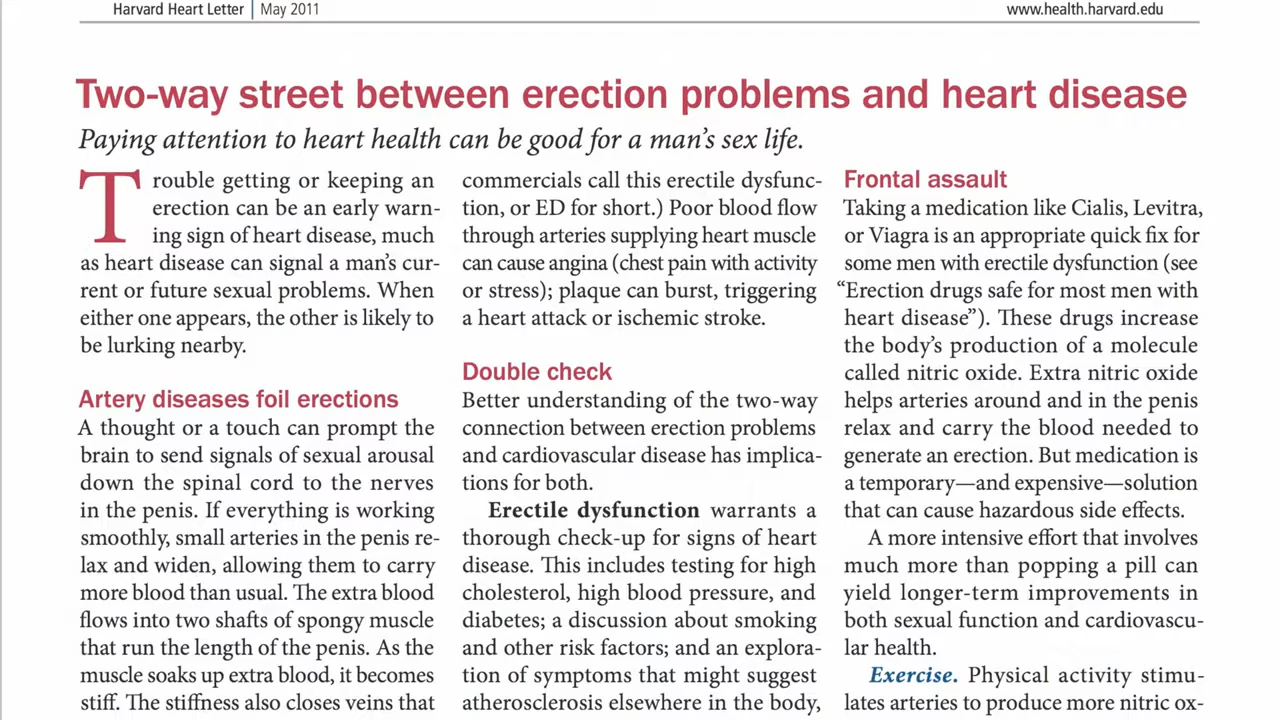 Harvard Heart Letter | May 2011
www.health.harvard.edu
Two-way street between erection problems and heart disease
Paying attention to heart health can be good for a man’s sex life.
Trouble getting or keeping an
erection can be an early warn-
ing sign of heart disease, much
as heart disease can signal a man’s cur-
rent or future sexual problems. When
either one appears, the other is likely to
be lurking nearby.
Artery diseases foil erections
A thought or a touch can prompt the
brain to send signals of sexual arousal
down the spinal cord to the nerves
in the penis. If everything is working
smoothly, small arteries in the penis re-
lax and widen, allowing them to carry
more blood than usual. The extra blood
flows into two shafts of spongy muscle
that run the length of the penis. As the
muscle soaks up extra blood, it becomes
stiff. The stiffness also closes veins that
commercials call this erectile dysfunc-
tion, or ED for short.) Poor blood flow
through arteries supplying heart muscle
can cause angina (chest pain with activity
or stress); plaque can burst, triggering
a heart attack or ischemic stroke.
Double check
Better understanding of the two-way
connection between erection problems
and cardiovascular disease has implica-
tions for both.
Erectile dysfunction warrants a
thorough check-up for signs of heart
disease. This includes testing for high
cholesterol, high blood pressure, and
diabetes; a discussion about smoking
and other risk factors; and an explora-
tion of symptoms that might suggest
atherosclerosis elsewhere in the body,
Frontal assault
Taking a medication like Cialis, Levitra,
or Viagra is an appropriate quick fix for
some men with erectile dysfunction (see
“Erection drugs safe for most men with
heart disease”). These drugs increase
the body’s production of a molecule
called nitric oxide. Extra nitric oxide
helps arteries around and in the penis
relax and carry the blood needed to
generate an erection. But medication is
a temporary—and expensive—solution
that can cause hazardous side effects.
A more intensive effort that involves
much more than popping a pill can
yield longer-term improvements in
both sexual function and cardiovascu-
lar health.
Exercise. Physical activity stimu-
lates arteries to produce more nitric ox-